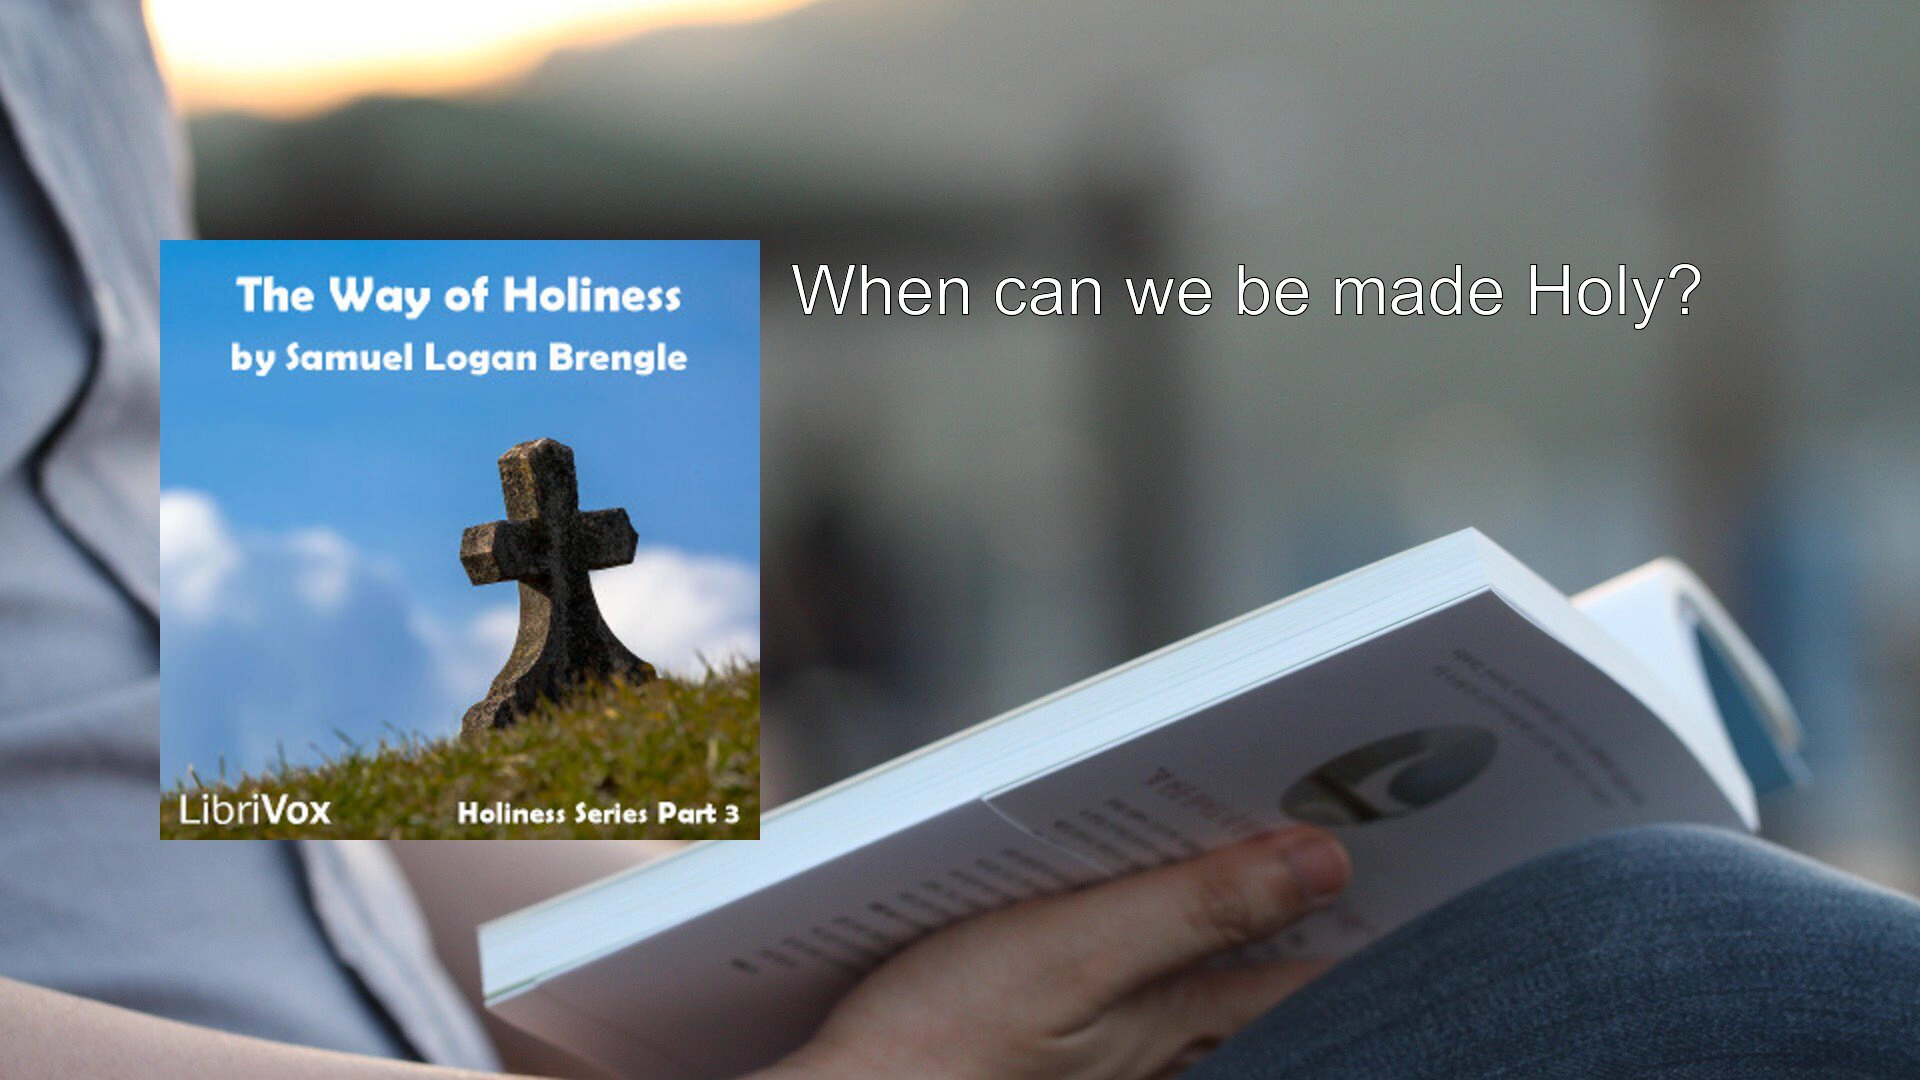 The Way of Holiness
by Samuel Logan Brengle
LibriVox
Holiness Series Part 3
When can we be made Holy?